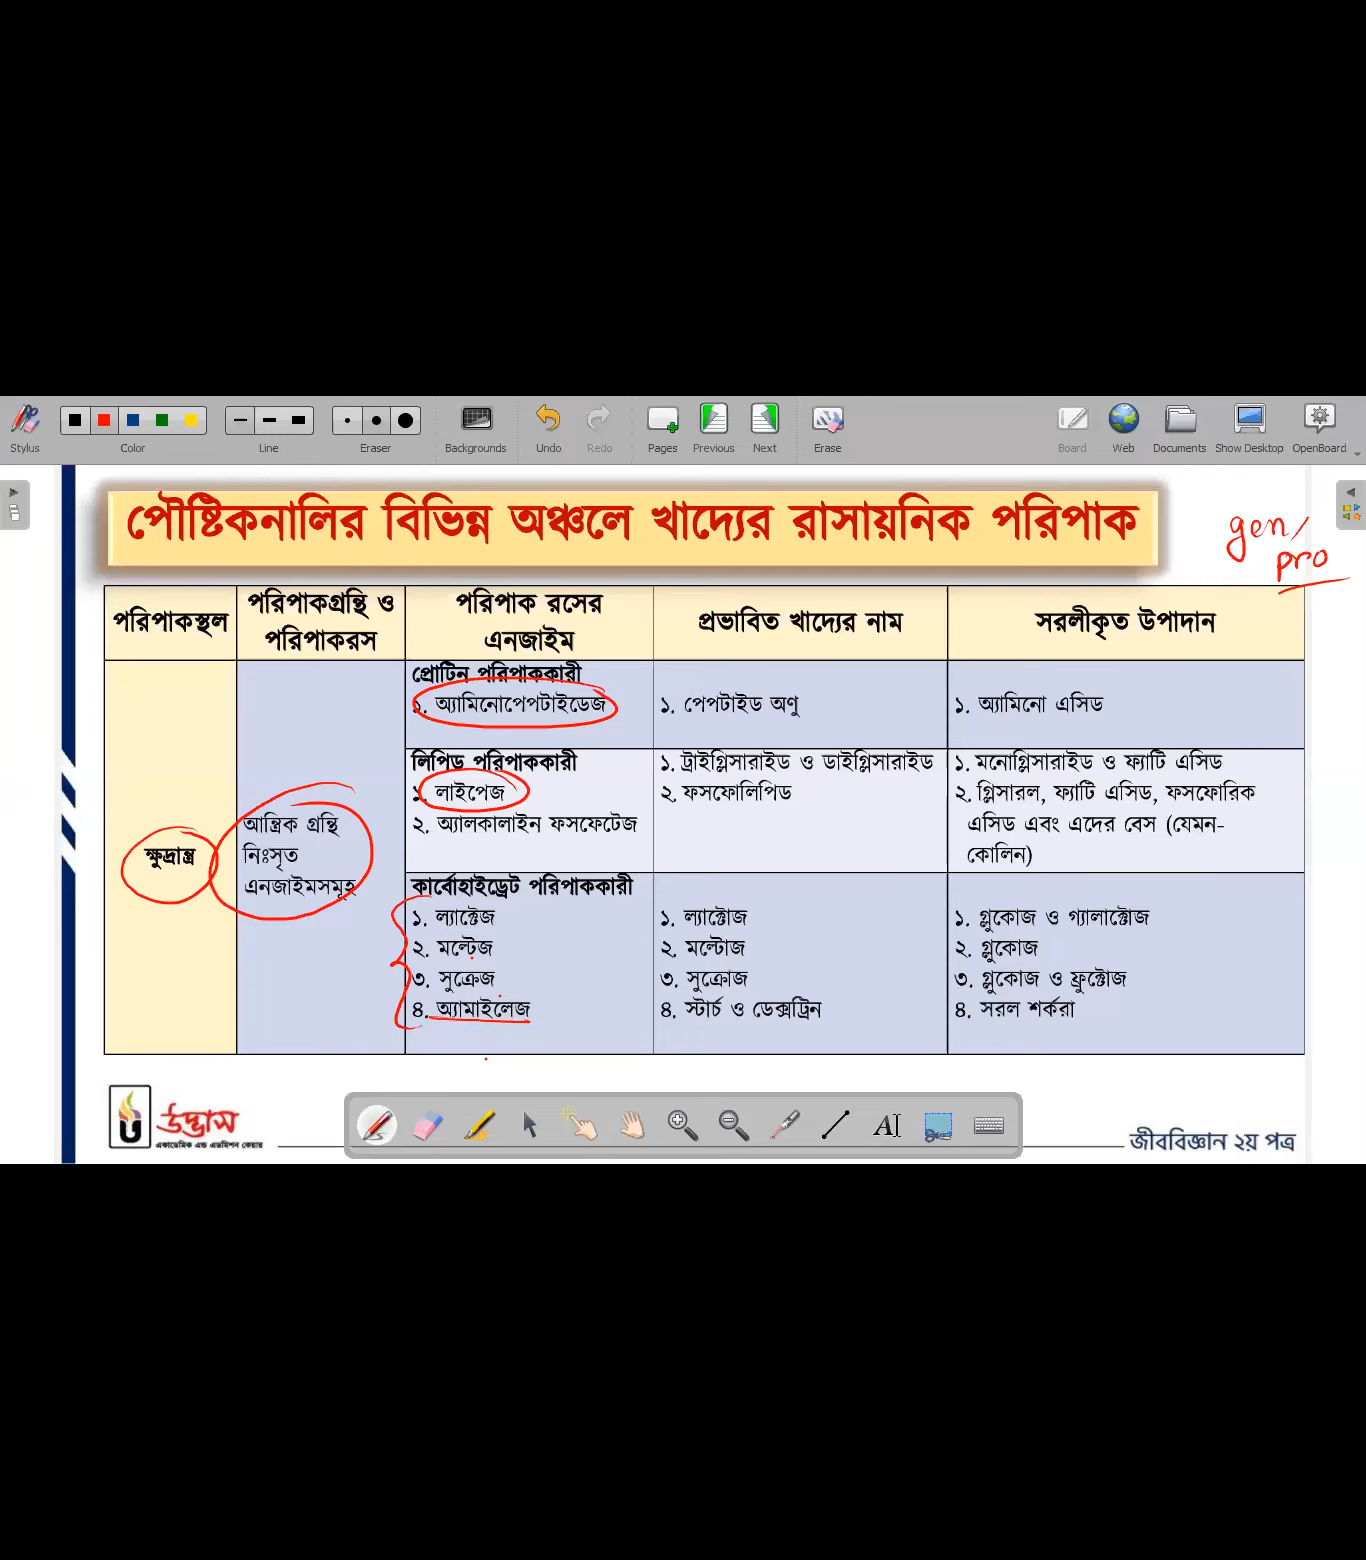 Stylus
Color
Line
Eraser
Backgrounds
Undo
Redo
Pages
Previous
Next
Erase
Board
Web
Documents
Show Desktop
OpenBoard
পৌষ্টিকনালির বিভিন্ন অঞ্চলে খাদ্যের রাসায়নিক পরিপাক
gen/
pro
পরিপাকস্থল
পরিপাকগ্রন্থি ও
পরিপাকরস
পরিপাক রসের
এনজাইম
প্রভাবিত খাদ্যের নাম
সরলীকৃত উপাদান
ক্ষুদ্রান্ত্র
আন্ত্রিক গ্রন্থি
নিঃসৃত
এনজাইমসমূহ
প্রোটিন পরিপাককারী
১. অ্যামিনোপেপটাইডেজ
১. পেপটাইড অণু
১. অ্যামিনো এসিড
লিপিড পরিপাককারী
১. লাইপেজ
২. অ্যালকালাইন ফসফেটেজ
১. ট্রাইগ্লিসারাইড ও ডাইগ্লিসারাইড
২. ফসফোলিপিড
১. মনোগ্লিসারাইড ও ফ্যাটি এসিড
২. গ্লিসারল, ফ্যাটি এসিড, ফসফোরিক
এসিড এবং এদের বেস (যেমন-
কোলিন)
কার্বোহাইড্রেট পরিপাককারী
১. ল্যাক্টেজ
২. মল্টেজ
৩. সুক্রেজ
৪. অ্যামাইলেজ
১. ল্যাক্টোজ
২. মল্টোজ
৩. সুক্রোজ
৪. স্টার্চ ও ডেক্সট্রিন
১. গ্লুকোজ ও গ্যালাক্টোজ
২. গ্লুকোজ
৩. গ্লুকোজ ও ফ্রুক্টোজ
৪. সরল শর্করা
উদ্ভাস
একাডেমিক এন্ড এডমিশন কেয়ার
জীববিজ্ঞান ২য় পত্র